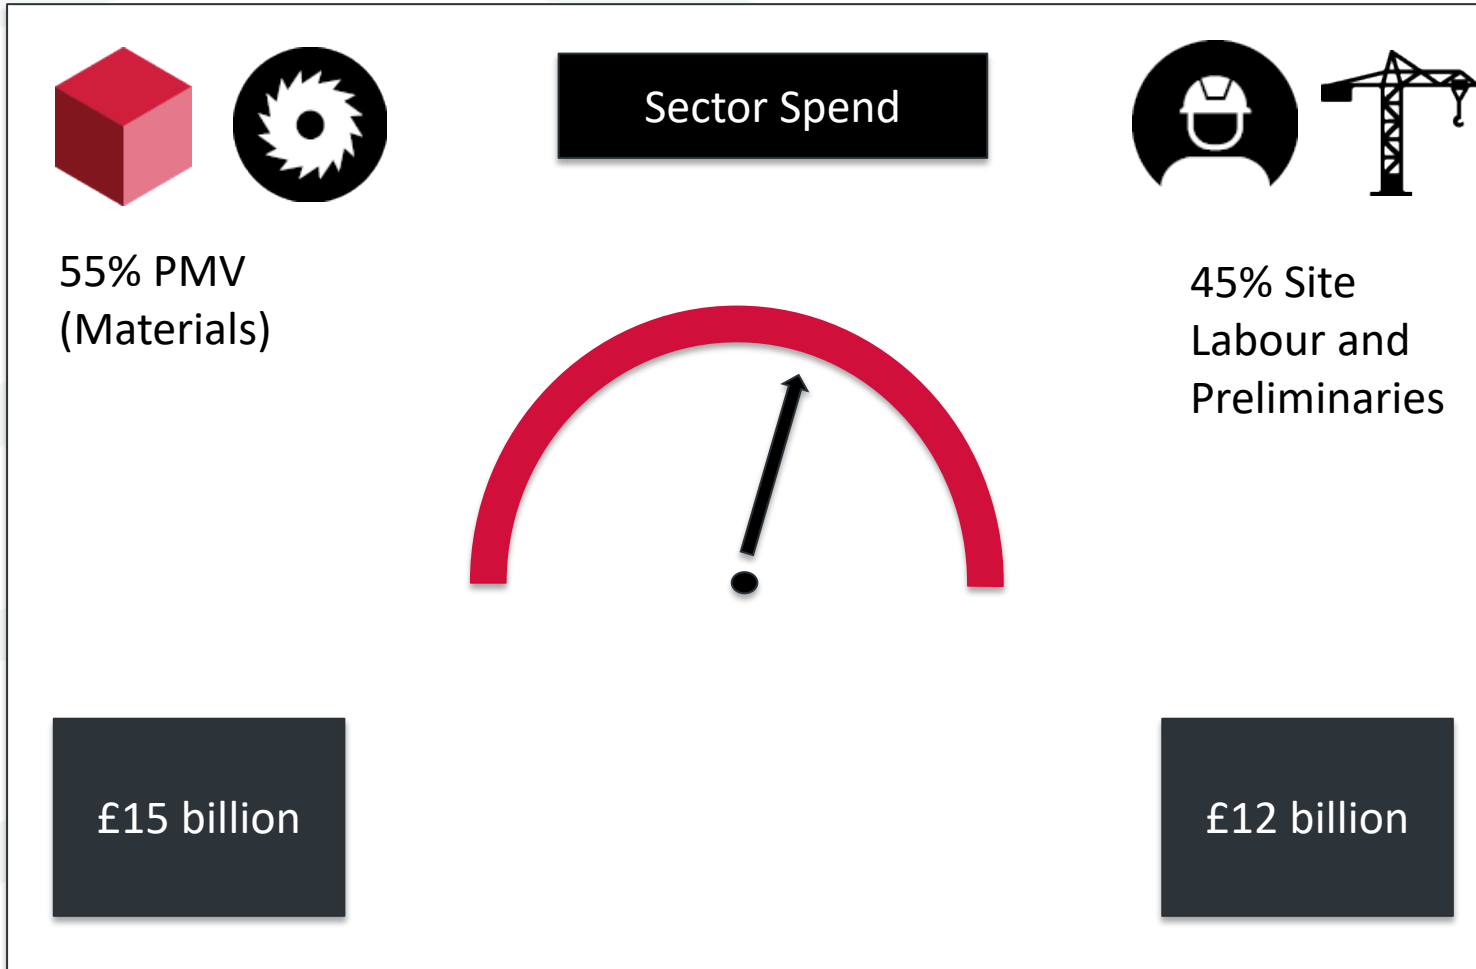 Sector Spend
55% PMV
(Materials)
45% Site
Labour and
Preliminaries
£15 billion
£12 billion